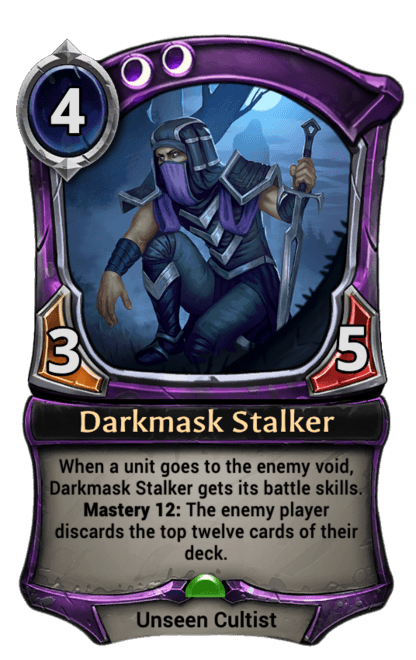 4
3
5
Darkmask Stalker
When a unit goes to the enemy void,
Darkmask Stalker gets its battle skills.
Mastery 12: The enemy player
discards the top twelve cards of their
deck.
Unseen Cultist